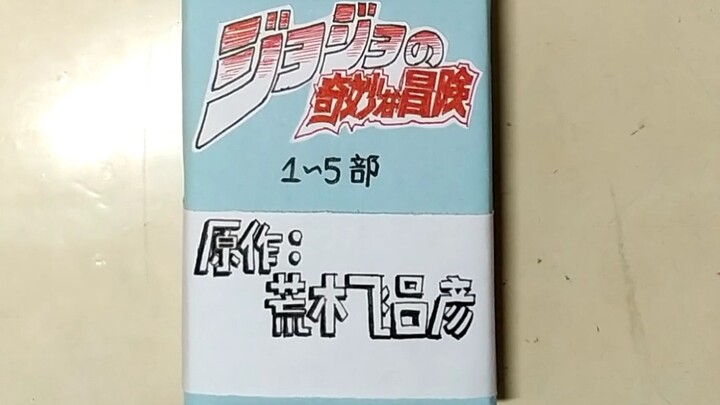 ジョジョの
奇妙な冒険
1~5部
原作:
荒木飞吕彦